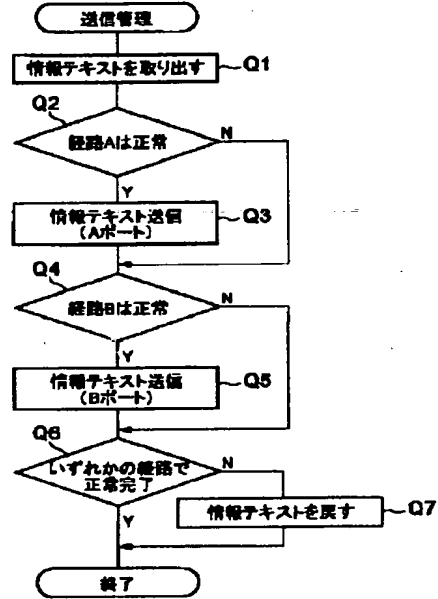 送信管理
情報テキストを取り出す
Q1
Q2
経路Aは正常
N
Y
情報テキスト送信
(Aポート)
Q3
Q4
経路Bは正常
N
Y
情報テキスト送信
(Bポート)
Q5
Q6
いずれかの経路で
正常完了
N
Y
情報テキストを戻す
Q7
終了